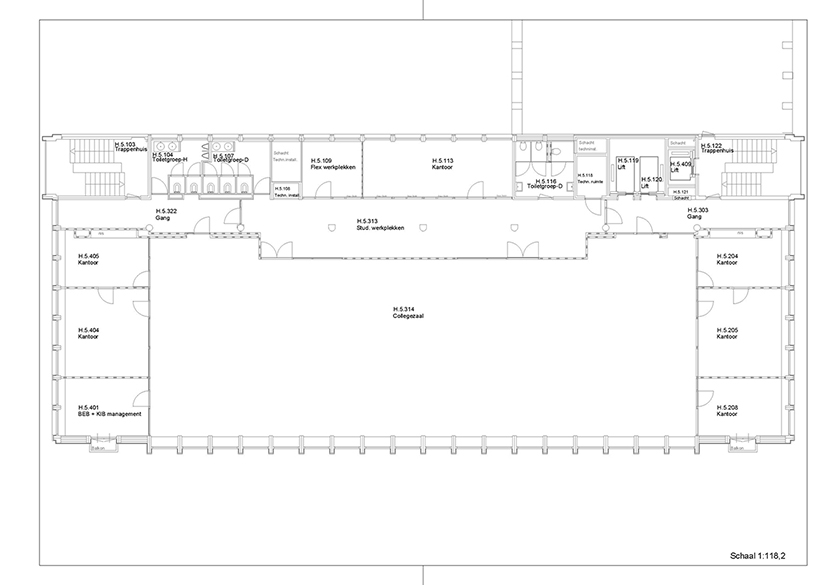 H.5.103
Trappenhuis
H.5.104
Toiletgroep-H
H.5.107
Toiletgroep-D
Schacht
Techn.install.
H.5.108
Techn. install.
H.5.109
Flex werkplekken
H.5.113
Kantoor
H.5.116
Toiletgroep-D
Schacht
techn.inst.
H.5.118
Techn. ruimte
H.5.119
Lift
H.5.120
Lift
Schacht
H.5.409
Lift
H.5.121
Schacht
H.5.122
Trappenhuis
H.5.322
Gang
H.5.313
Stud. werkplekken
H.5.303
Gang
H.5.405
Kantoor
H.5.204
Kantoor
H.5.314
Collegezaal
H.5.404
Kantoor
H.5.205
Kantoor
H.5.401
BEB + KIB management
H.5.208
Kantoor
Balkon
Balkon
Schaal 1:118,2